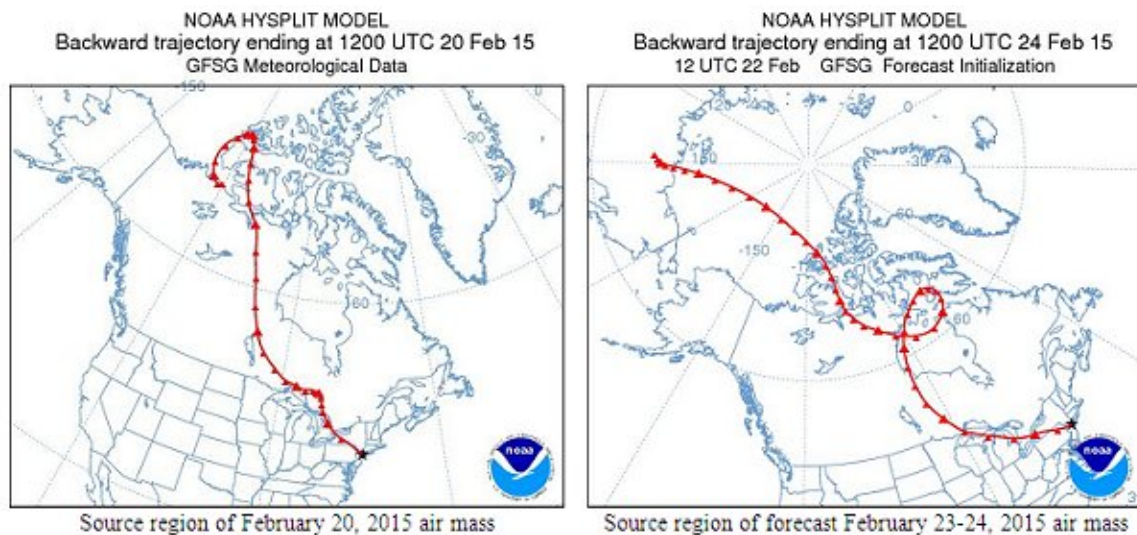 NOAA HYSPLIT MODEL
Backward trajectory ending at 1200 UTC 20 Feb 15
GFSG Meteorological Data
-150
-30
60
noaa
Source region of February 20, 2015 air mass
NOAA HYSPLIT MODEL
Backward trajectory ending at 1200 UTC 24 Feb 15
12 UTC 22 Feb GFSG Forecast Initialization
0
150
-30
-60
-150
60
noaa
Source region of forecast February 23-24, 2015 air mass